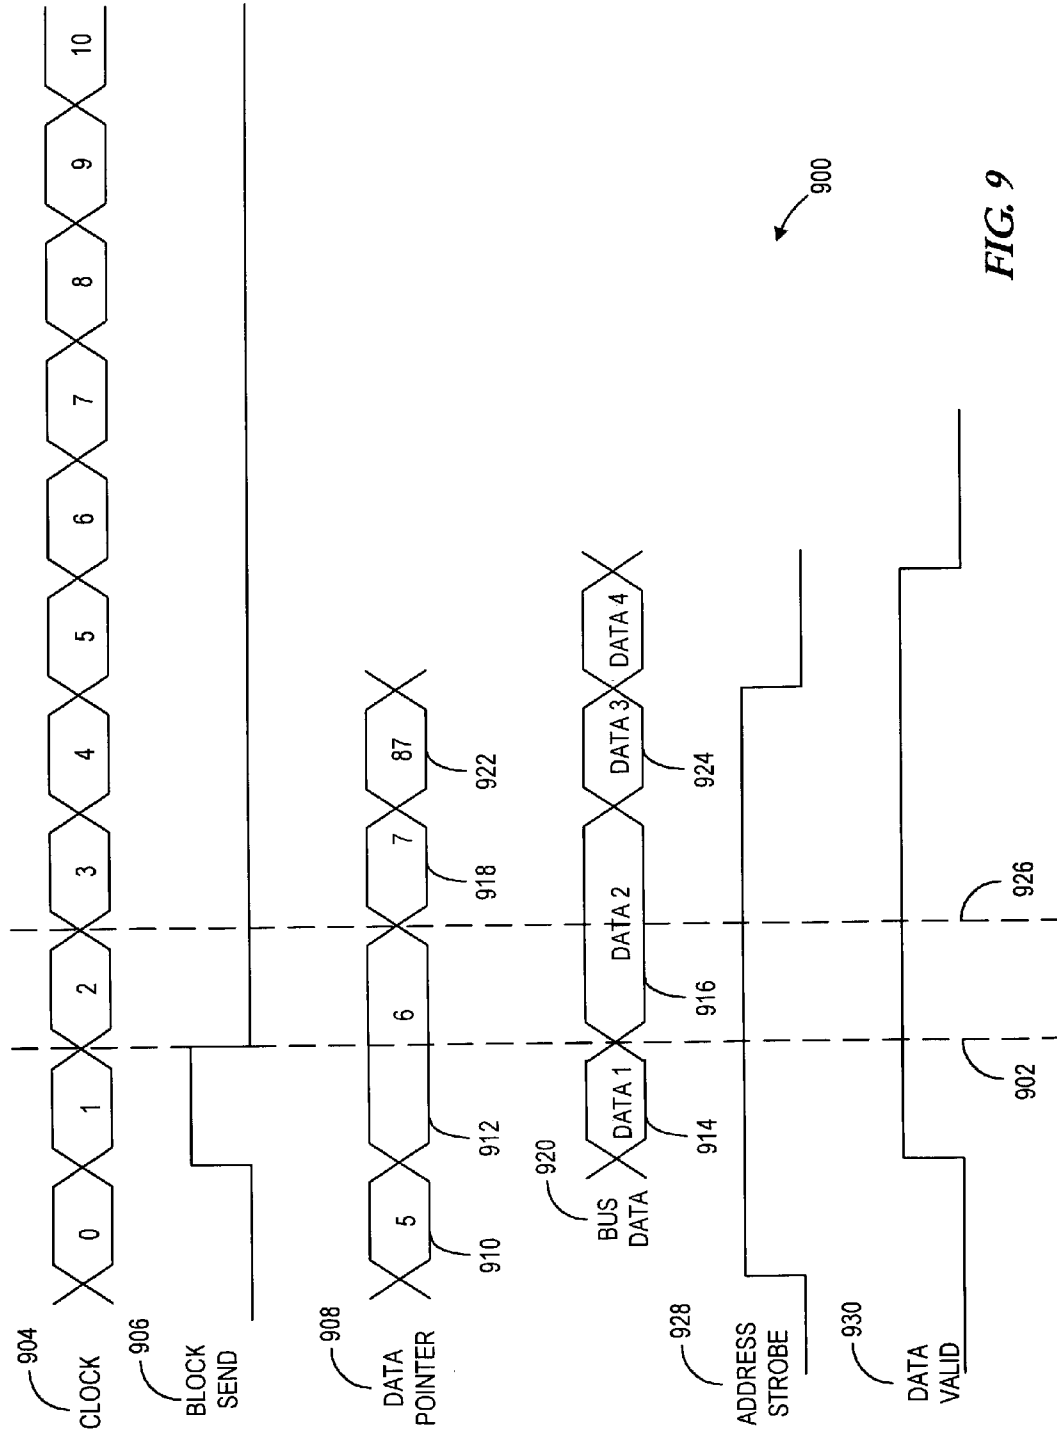 904
CLOCK
0
1
2
3
4
5
6
7
8
9
10
906
BLOCK
SEND
908
DATA
POINTER
5
6
7
87
910
912
918
922
920
BUS
DATA
DATA 1
DATA 2
DATA 3
DATA 4
914
916
924
928
ADDRESS
STROBE
930
DATA
VALID
902
926
900
FIG. 9